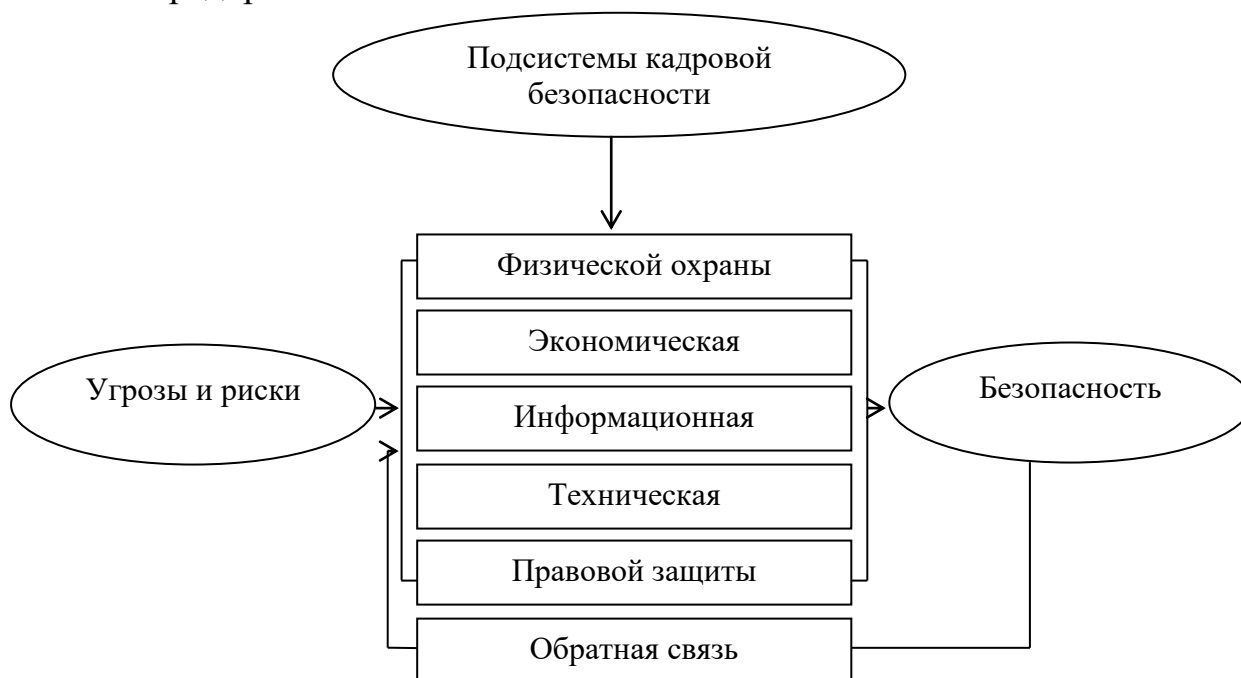 Подсистемы кадровой
безопасности
Физической охраны
Экономическая
Угрозы и риски
Безопасность
Информационная
Техническая
Правовой защиты
Обратная связь